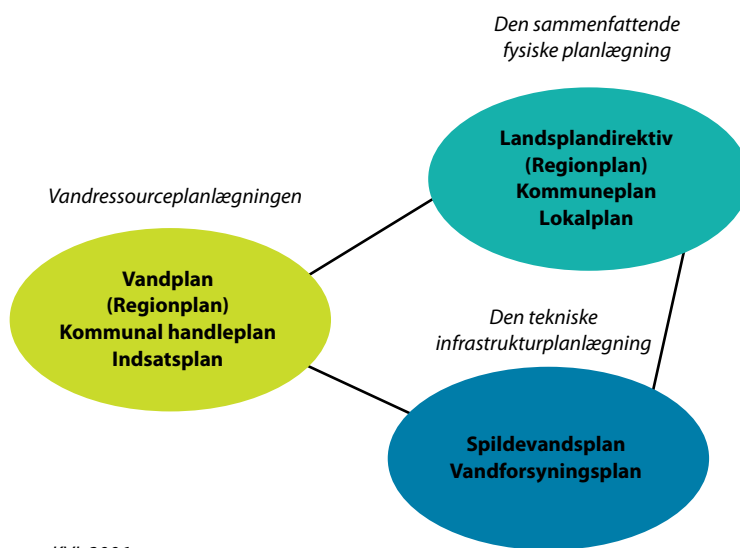 Den sammenfattende
fysiske planlægning
Landsplandirektiv
(Regionplan)
Kommuneplan
Lokalplan
Vandressourceplanlægningen
Vandplan
(Regionplan)
Kommunal handleplan
Indsatsplan
Den tekniske
infrastrukturplanlægning
Spildevandsplan
Vandforsyningsplan